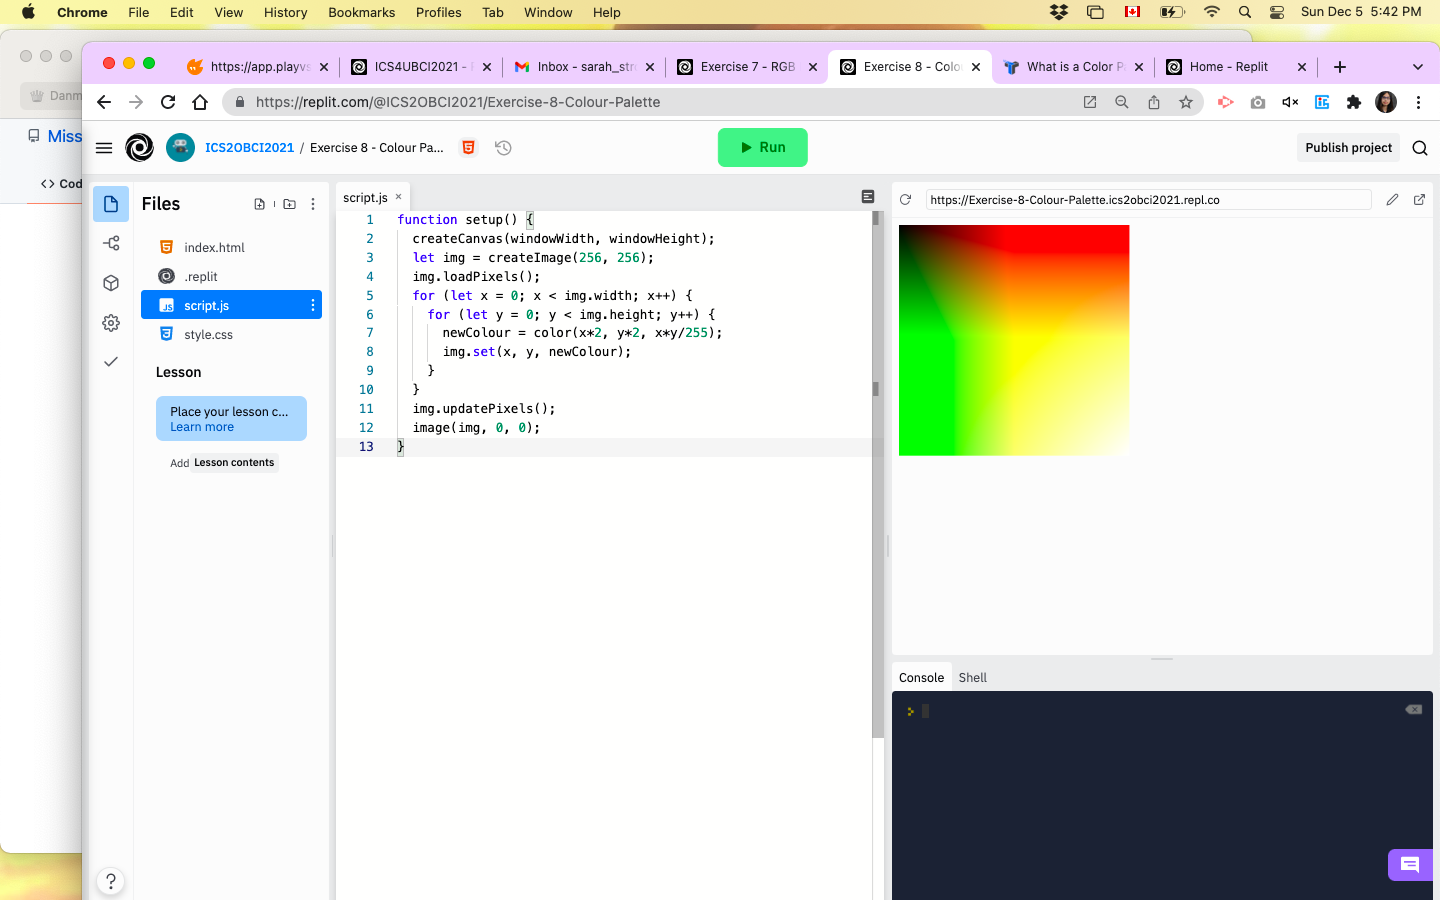 Chrome File Edit View History Bookmarks Profiles Tab Window Help Sun Dec 5 5:42 PM
https://app.playvs ICS4UBCI2021 - Inbox - sarah_str Exercise 7 - RGB Exercise 8 - Colo What is a Color P Home - Replit
Danm
https://replit.com/@ICS2OBCI2021/Exercise-8-Colour-Palette
Miss
ICS2OBCI2021 / Exercise 8 - Colour Pa... Run Publish project
<> Cod
Files
script.js
https://Exercise-8-Colour-Palette.ics2obci2021.repl.co
index.html
.replit
script.js
style.css
Lesson
Place your lesson c...
Learn more
Add Lesson contents
1 function setup() {
2 createCanvas(windowWidth, windowHeight);
3 let img = createImage(256, 256);
4 img.loadPixels();
5 for (let x = 0; x < img.width; x++) {
6 for (let y = 0; y < img.height; y++) {
7 newColour = color(x*2, y*2, x*y/255);
8 img.set(x, y, newColour);
9 }
10 }
11 img.updatePixels();
12 image(img, 0, 0);
13 }
Console Shell
>
?